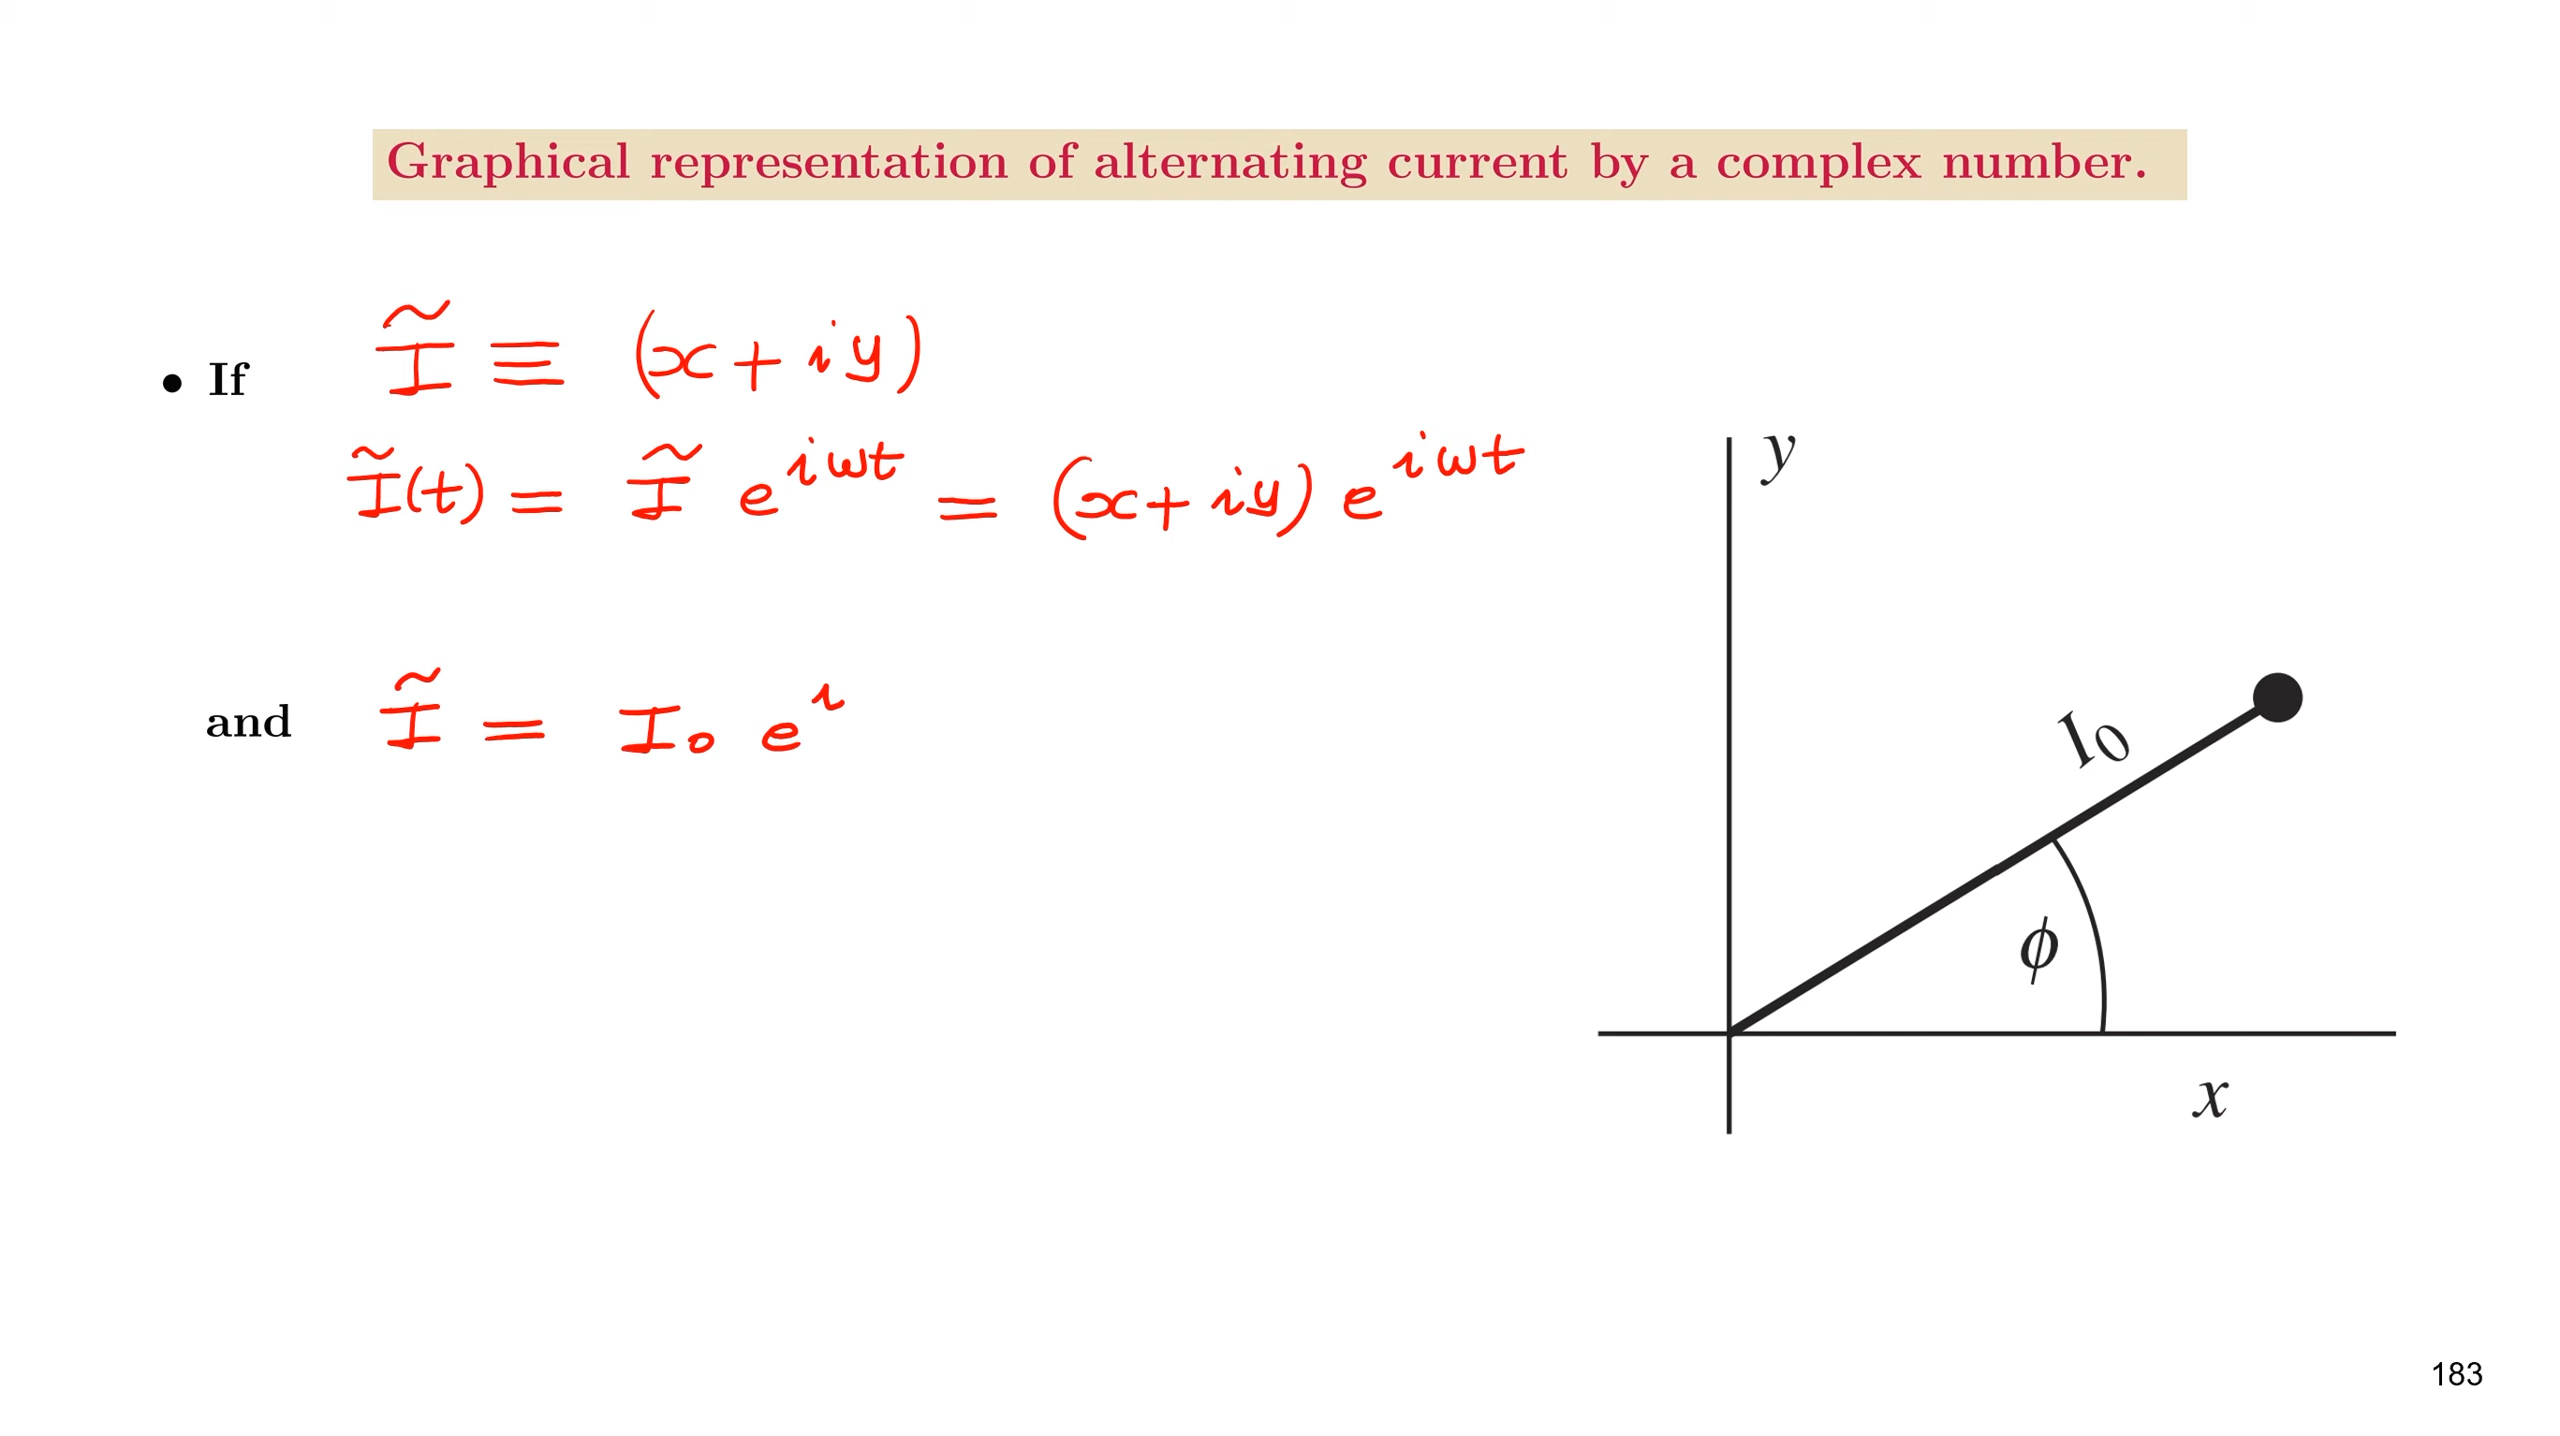 Graphical representation of alternating current by a complex number.
• If Ĩ ≡ (x + iy)
Ĩ(t) = Ĩ e^{iωt} = (x + iy) e^{iωt}
and Ĩ = I₀ e^{i}
y
I₀
ϕ
x
183